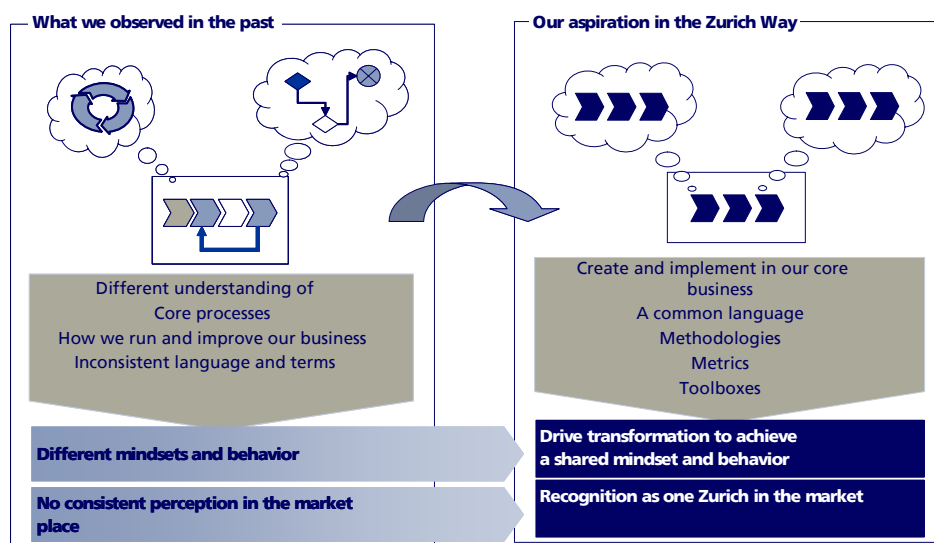 What we observed in the past
Different understanding of
Core processes
How we run and improve our business
Inconsistent language and terms
Different mindsets and behavior
No consistent perception in the market
place
Our aspiration in the Zurich Way
Create and implement in our core
business
A common language
Methodologies
Metrics
Toolboxes
Drive transformation to achieve
a shared mindset and behavior
Recognition as one Zurich in the market